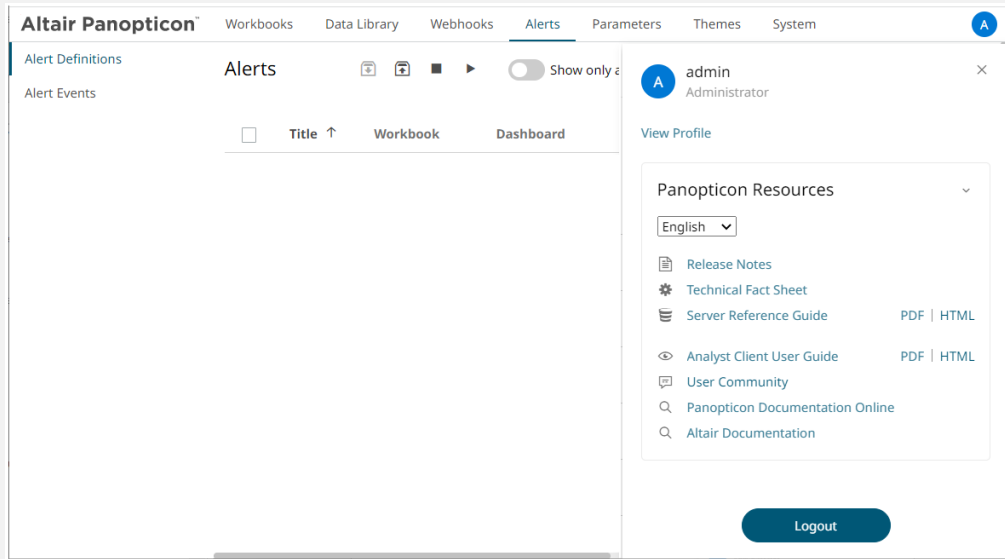 Altair Panopticon™ Workbooks Data Library Webhooks Alerts Parameters Themes System A
Alert Definitions
Alert Events
Alerts Show only
Title ↑ Workbook Dashboard
A admin
Administrator
View Profile
Panopticon Resources
English
Release Notes
Technical Fact Sheet
Server Reference Guide PDF | HTML
Analyst Client User Guide PDF | HTML
User Community
Panopticon Documentation Online
Altair Documentation
Logout